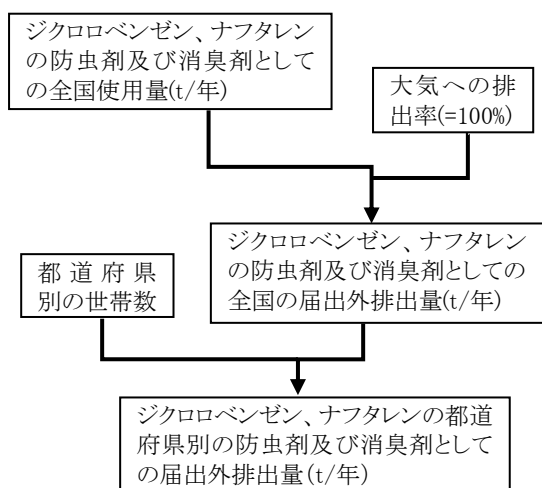 ジクロロベンゼン、ナフタレン
の防虫剤及び消臭剤として
の全国使用量(t/年)
大気への排
出率(=100%)
ジクロロベンゼン、ナフタレン
の防虫剤及び消臭剤としての
全国の届出外排出量(t/年)
都道府県
別の世帯数
ジクロロベンゼン、ナフタレンの都道
府県別の防虫剤及び消臭剤として
の届出外排出量(t/年)